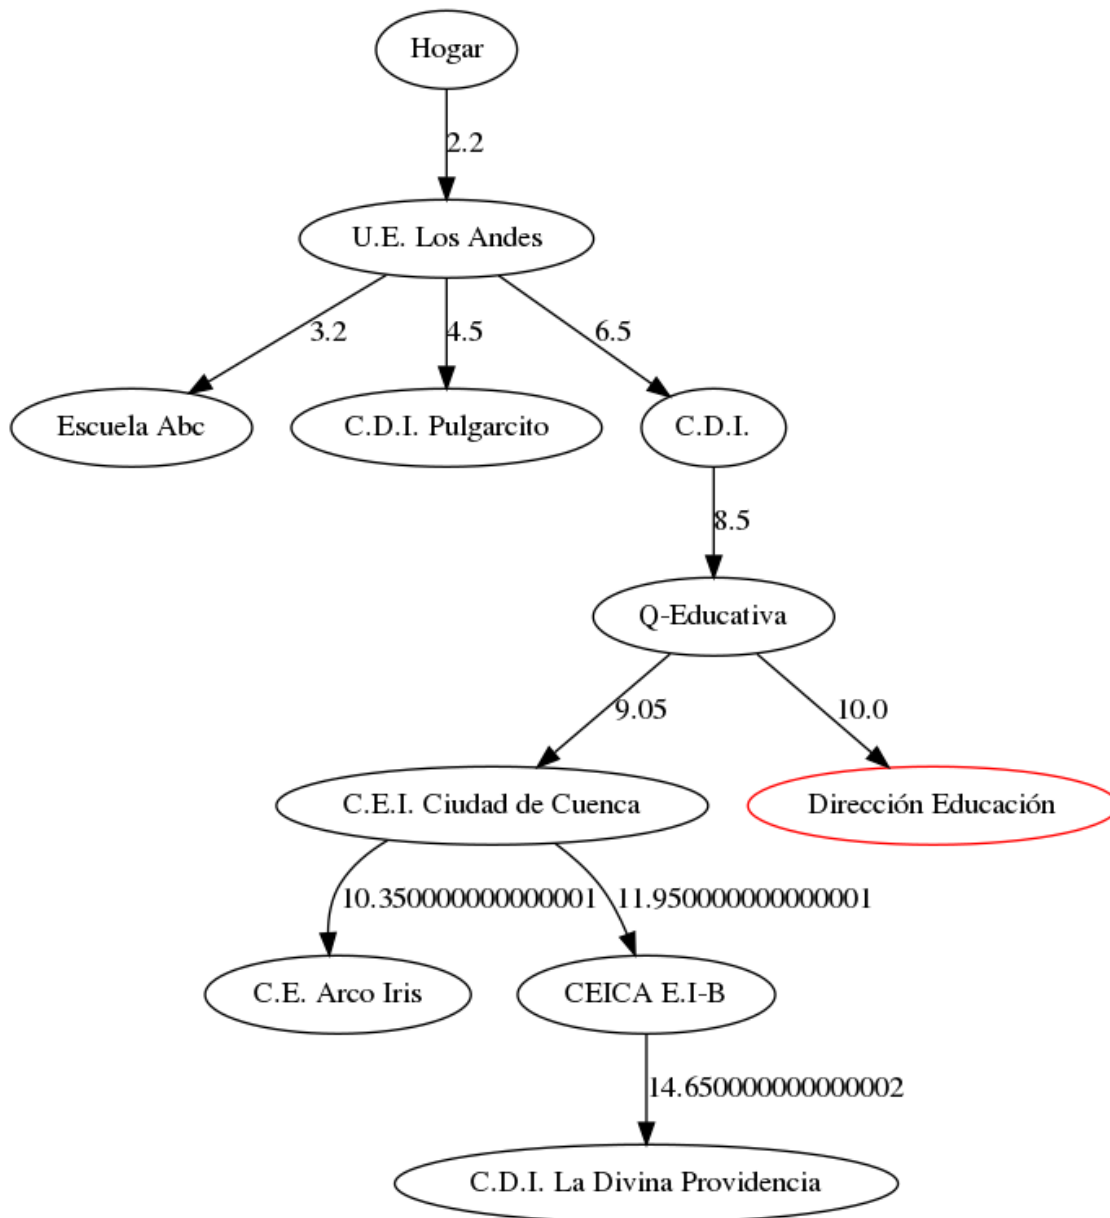 Hogar
2.2
U.E. Los Andes
3.2
4.5
6.5
Escuela Abc
C.D.I. Pulgarcito
C.D.I.
8.5
Q-Educativa
9.05
10.0
C.E.I. Ciudad de Cuenca
Dirección Educación
10.350000000000001
11.950000000000001
C.E. Arco Iris
CEICA E.I-B
14.650000000000002
C.D.I. La Divina Providencia